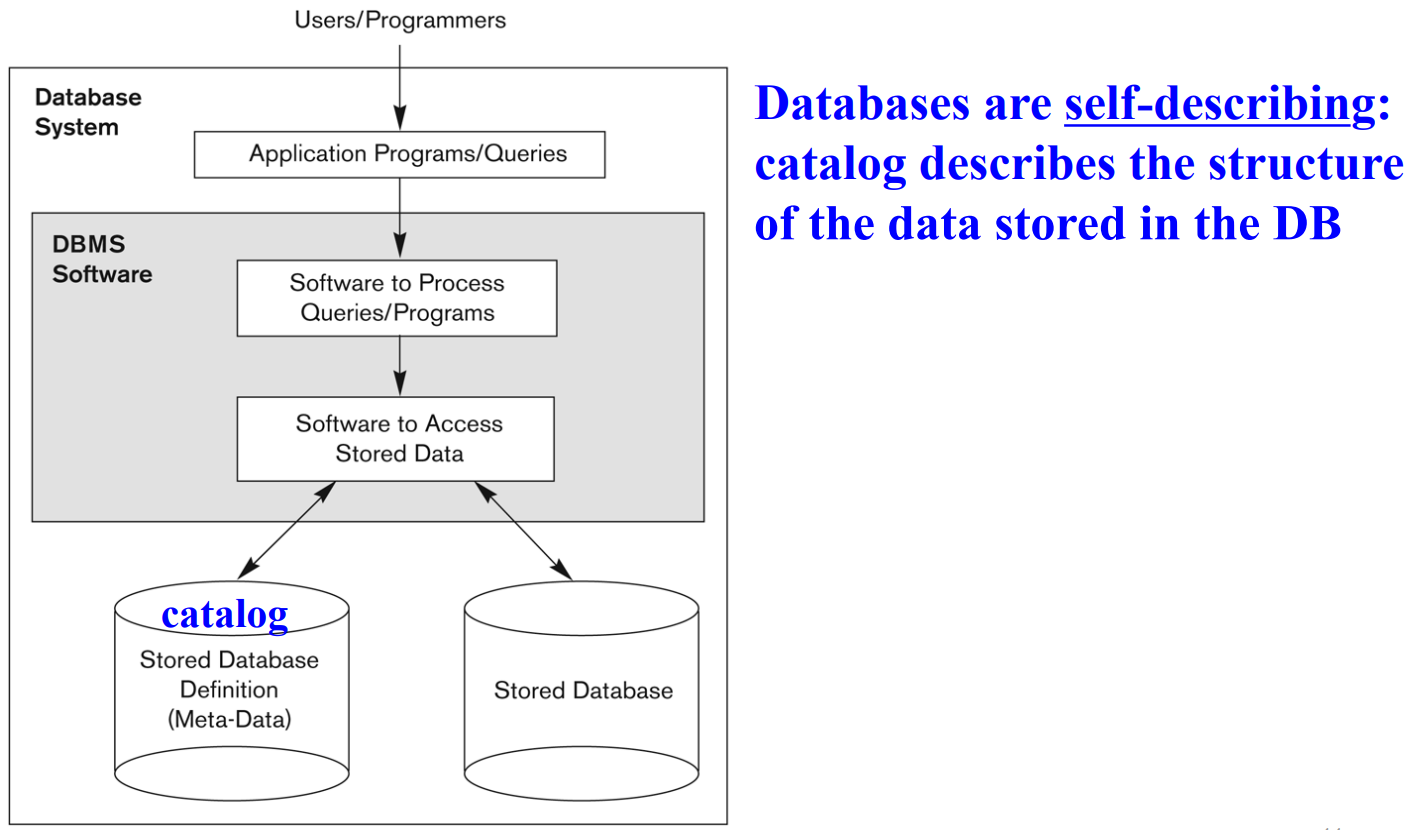 Users/Programmers
Database
System
Application Programs/Queries
DBMS
Software
Software to Process
Queries/Programs
Software to Access
Stored Data
catalog
Stored Database
Definition
(Meta-Data)
Stored Database
Databases are self-describing:
catalog describes the structure
of the data stored in the DB